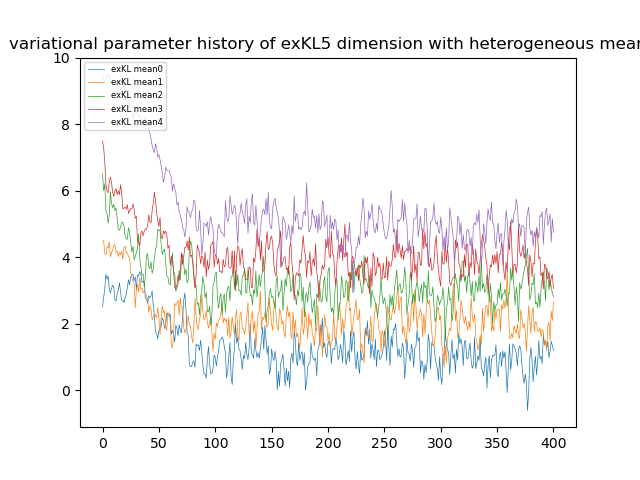 variational parameter history of exKL5 dimension with heterogeneous mean
10
8
6
4
2
0
exKL mean0
exKL mean1
exKL mean2
exKL mean3
exKL mean4
0 50 100 150 200 250 300 350 400